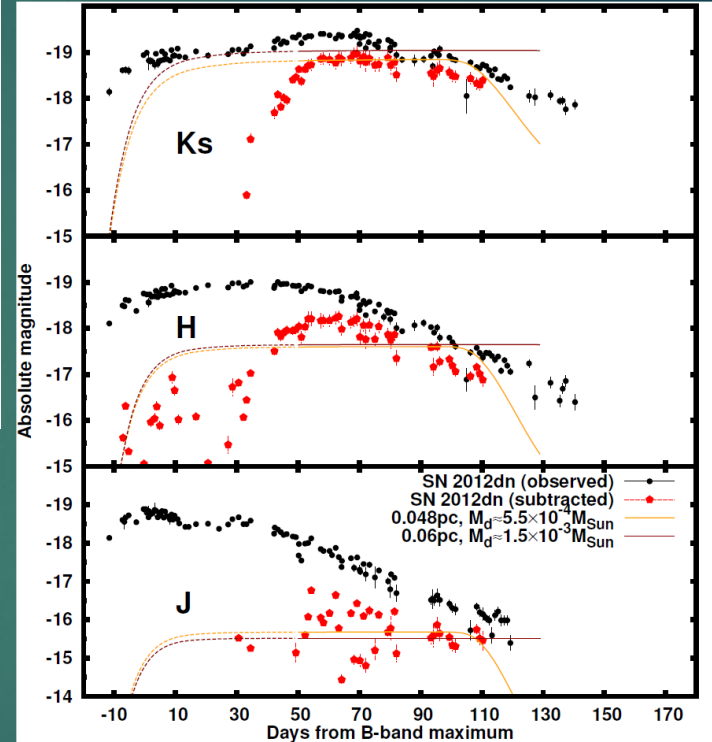 -19
-18
-17
-16
-15
Ks
-19
-18
-17
-16
-15
H
Absolute magnitude
SN 2012dn (observed)
SN 2012dn (subtracted)
0.048pc, Md≈5.5×10-4MSun
0.06pc, Md≈1.5×10-3MSun
-19
-18
-17
-16
-15
-14
J
-10 10 30 50 70 90 110 130 150 170
Days from B-band maximum